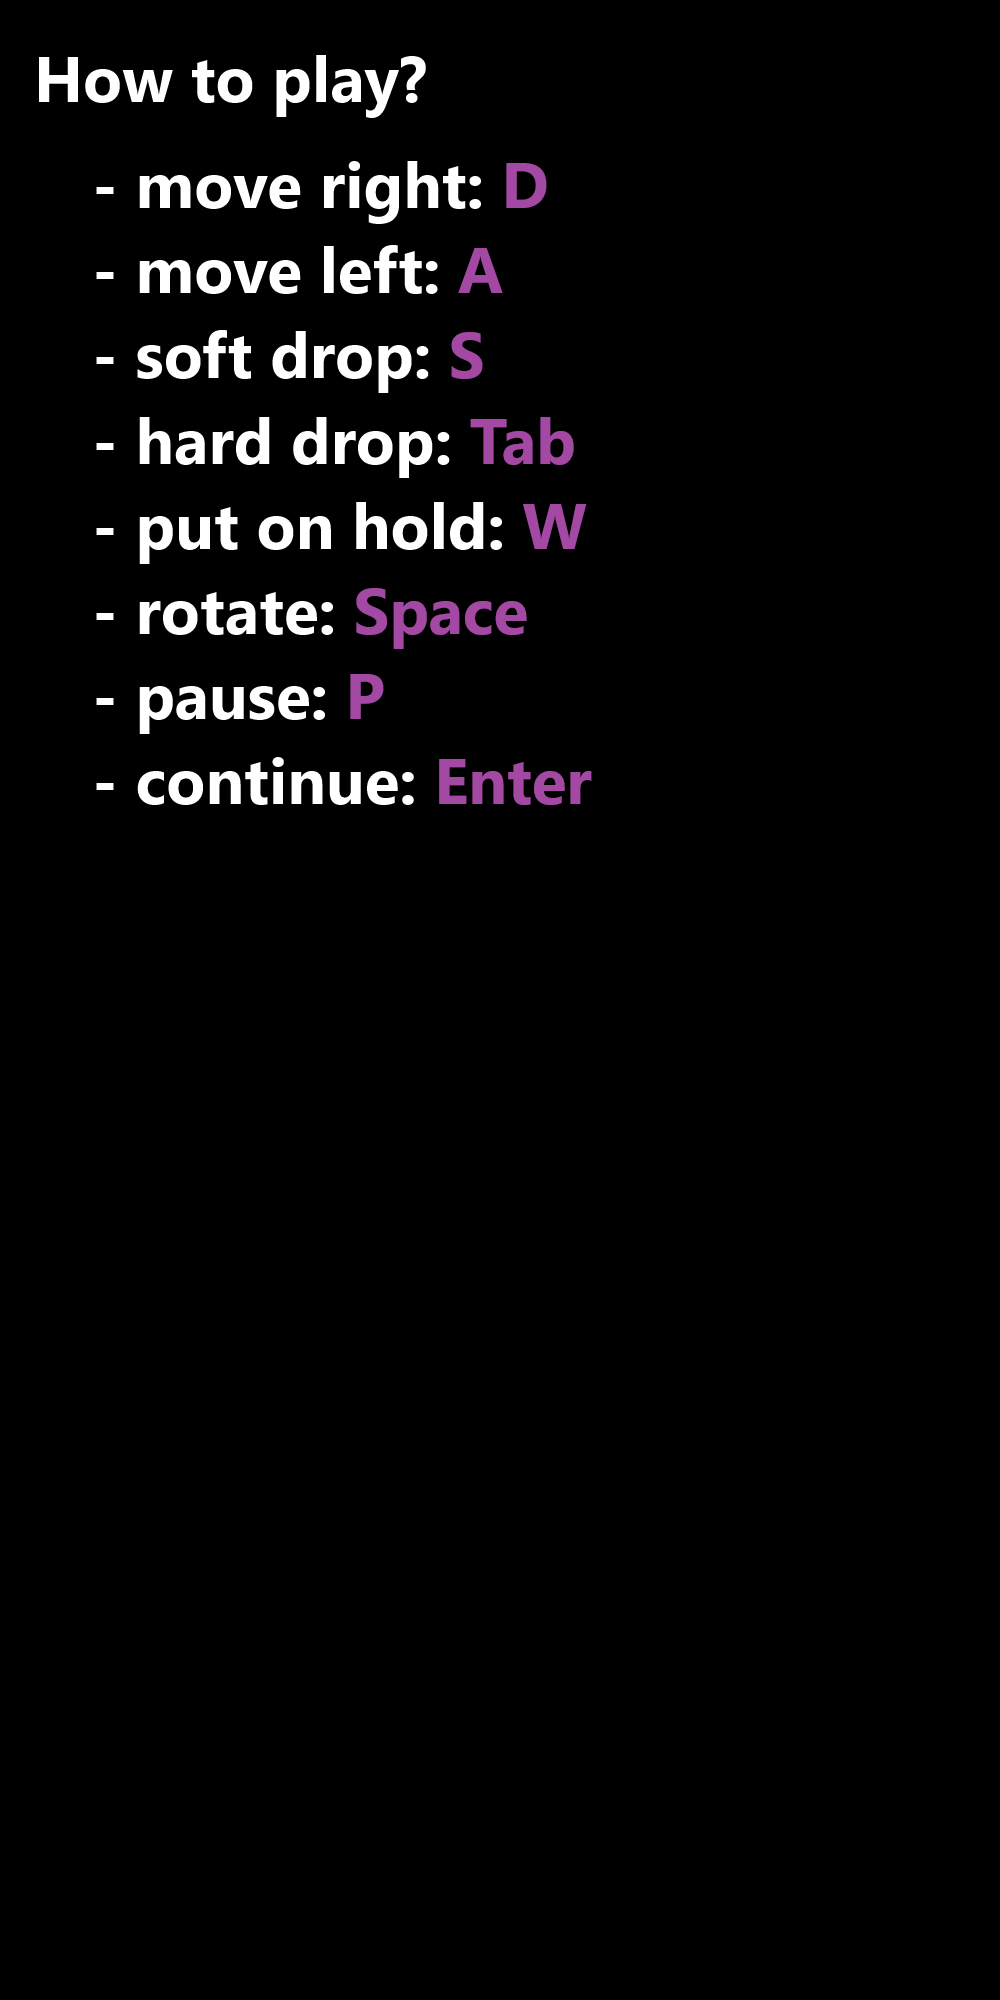 How to play?
- move right: D
- move left: A
- soft drop: S
- hard drop: Tab
- put on hold: W
- rotate: Space
- pause: P
- continue: Enter